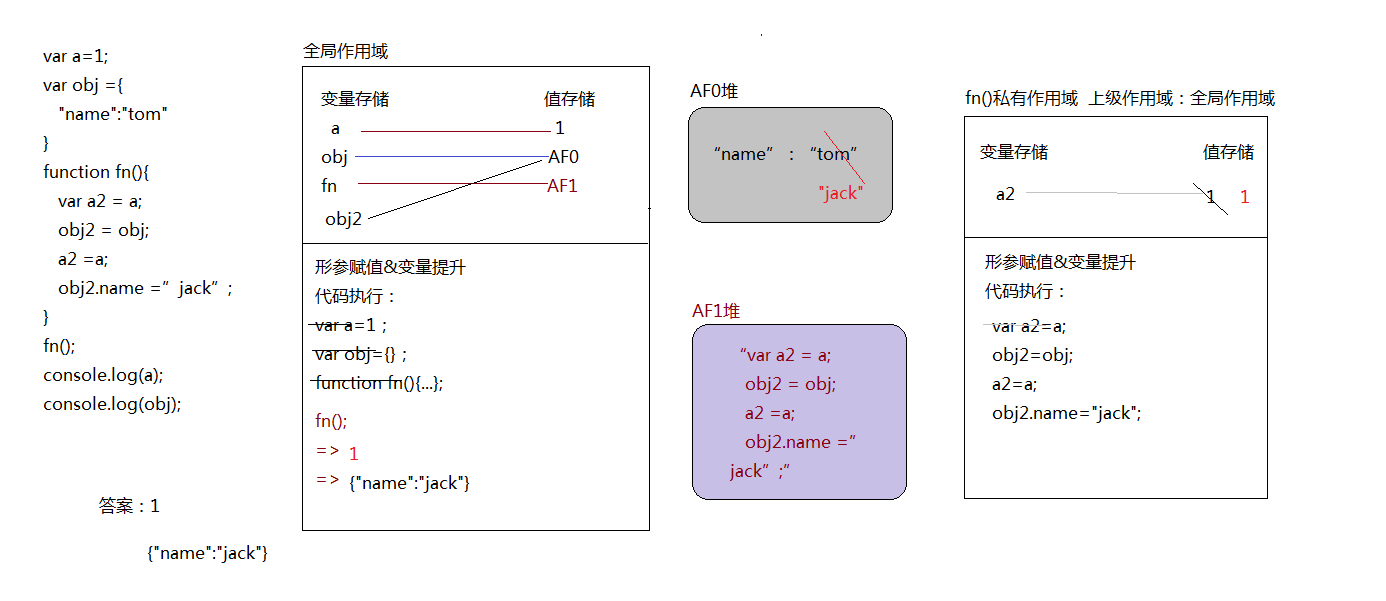 var a=1;
var obj ={
"name":"tom"
}
function fn(){
var a2 = a;
obj2 = obj;
a2 =a;
obj2.name =”jack”;
}
fn();
console.log(a);
console.log(obj);
答案：1
{"name":"jack"}
全局作用域
变量存储 值存储
a 1
obj AF0
fn AF1
obj2
形参赋值&变量提升
代码执行：
var a=1；
var obj={}；
function fn(){...};
fn();
=> 1
=> {"name":"jack"}
AF0堆
“name”：“tom”
"jack"
AF1堆
“var a2 = a;
obj2 = obj;
a2 =a;
obj2.name =”
jack”;”
fn()私有作用域 上级作用域：全局作用域
变量存储 值存储
a2 1 1
形参赋值&变量提升
代码执行：
var a2=a;
obj2=obj;
a2=a;
obj2.name="jack";